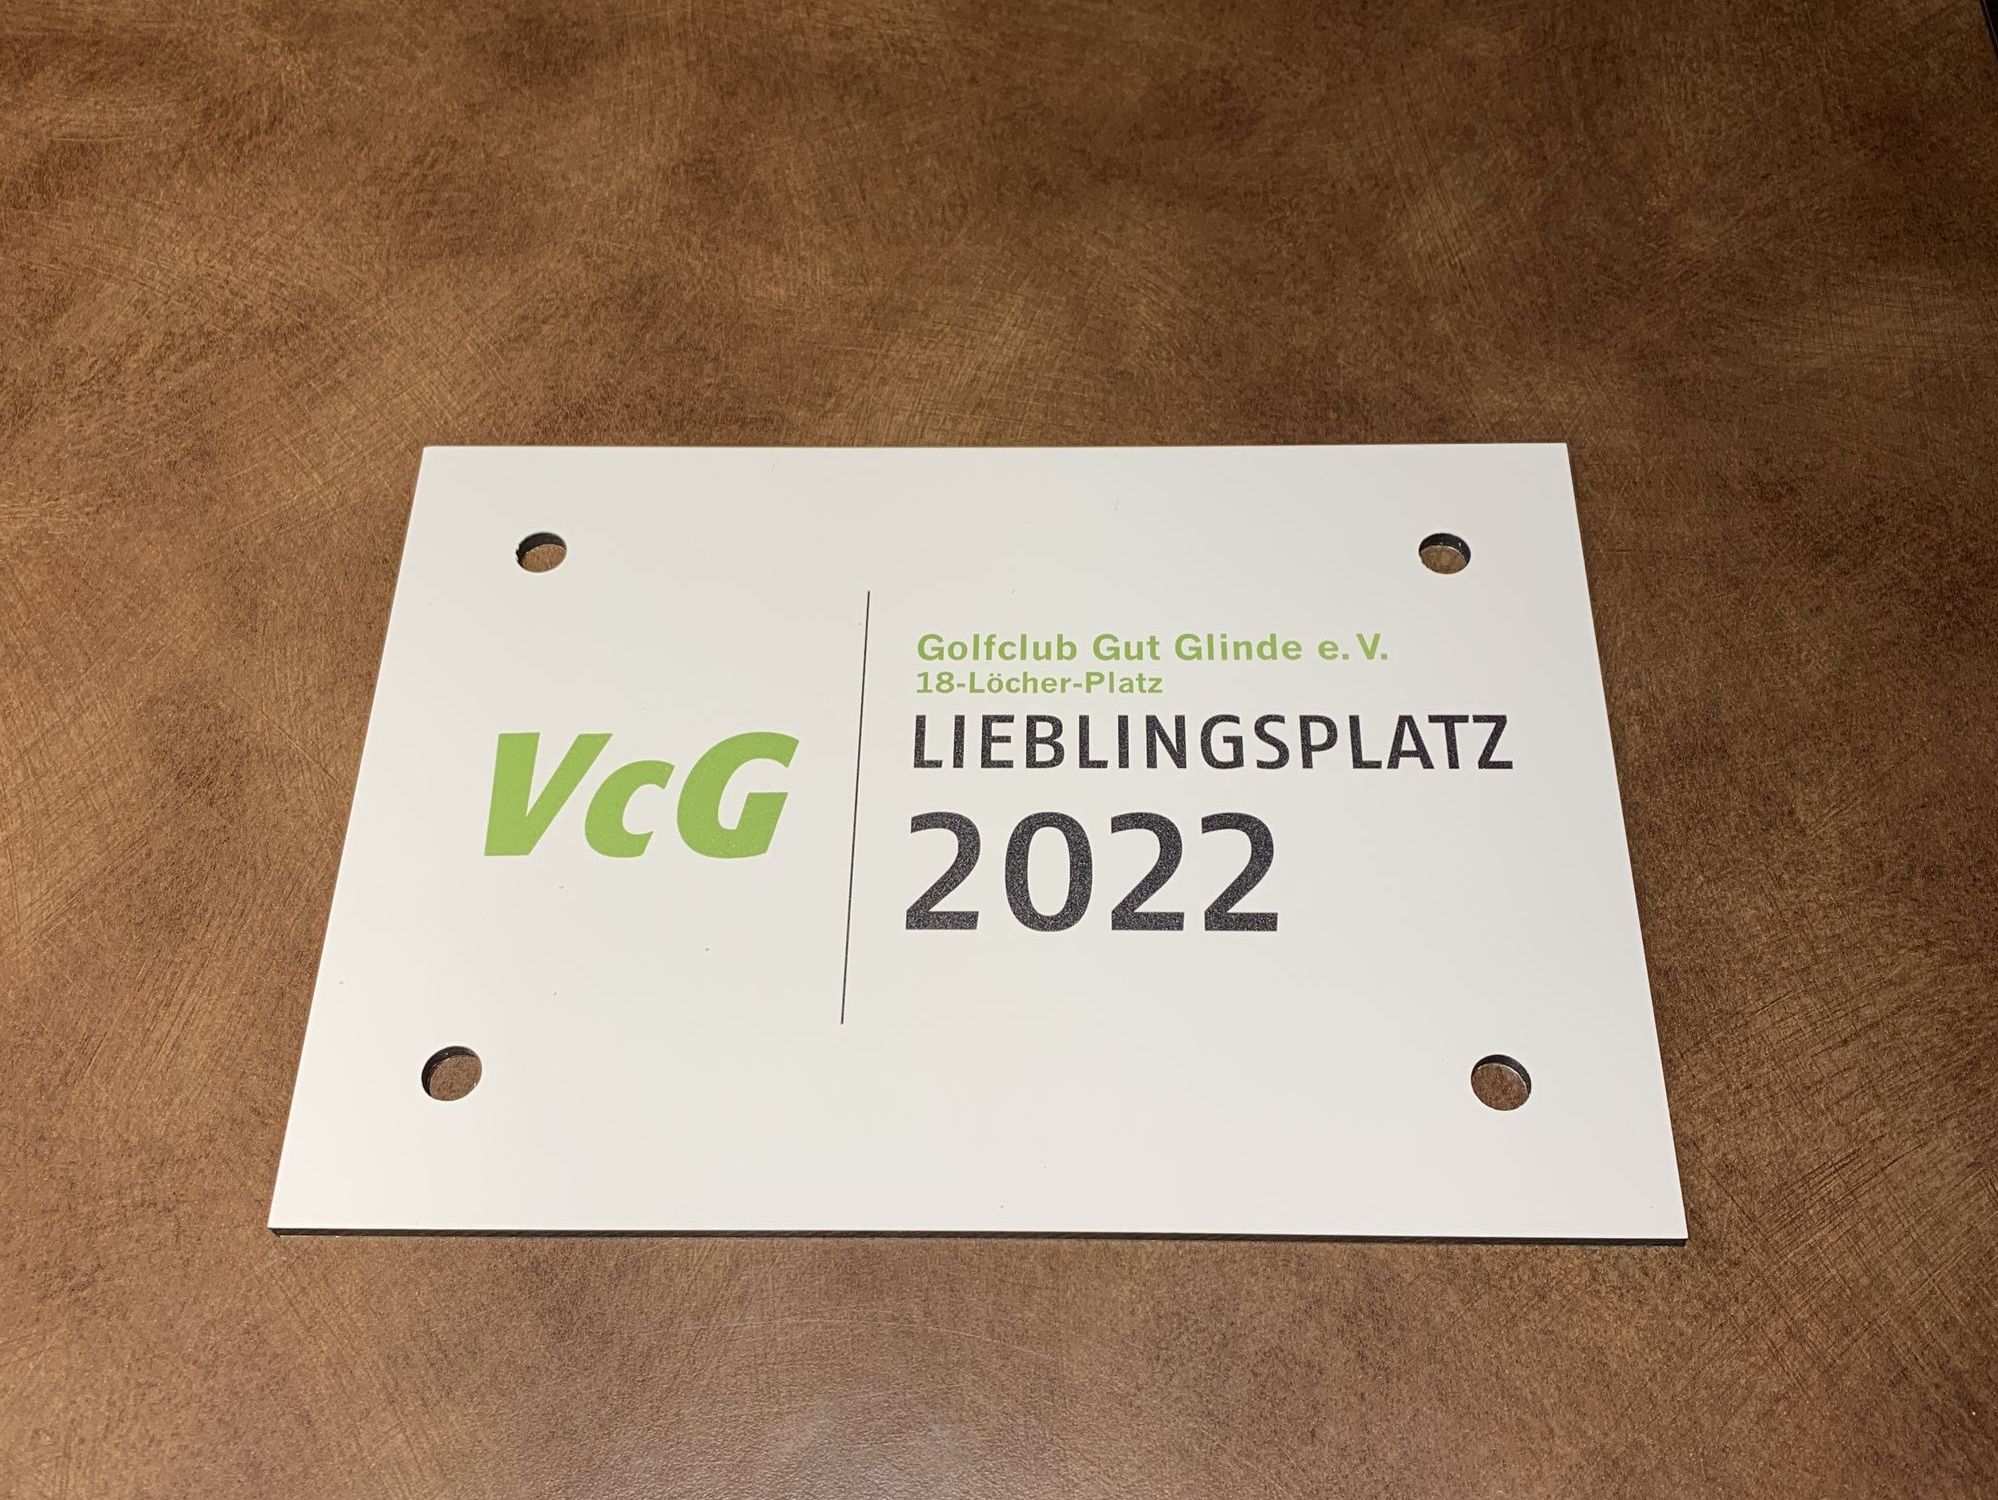 VcG
Golfclub Gut Glinde e.V.
18-Löcher-Platz
LIEBLINGSPLATZ
2022